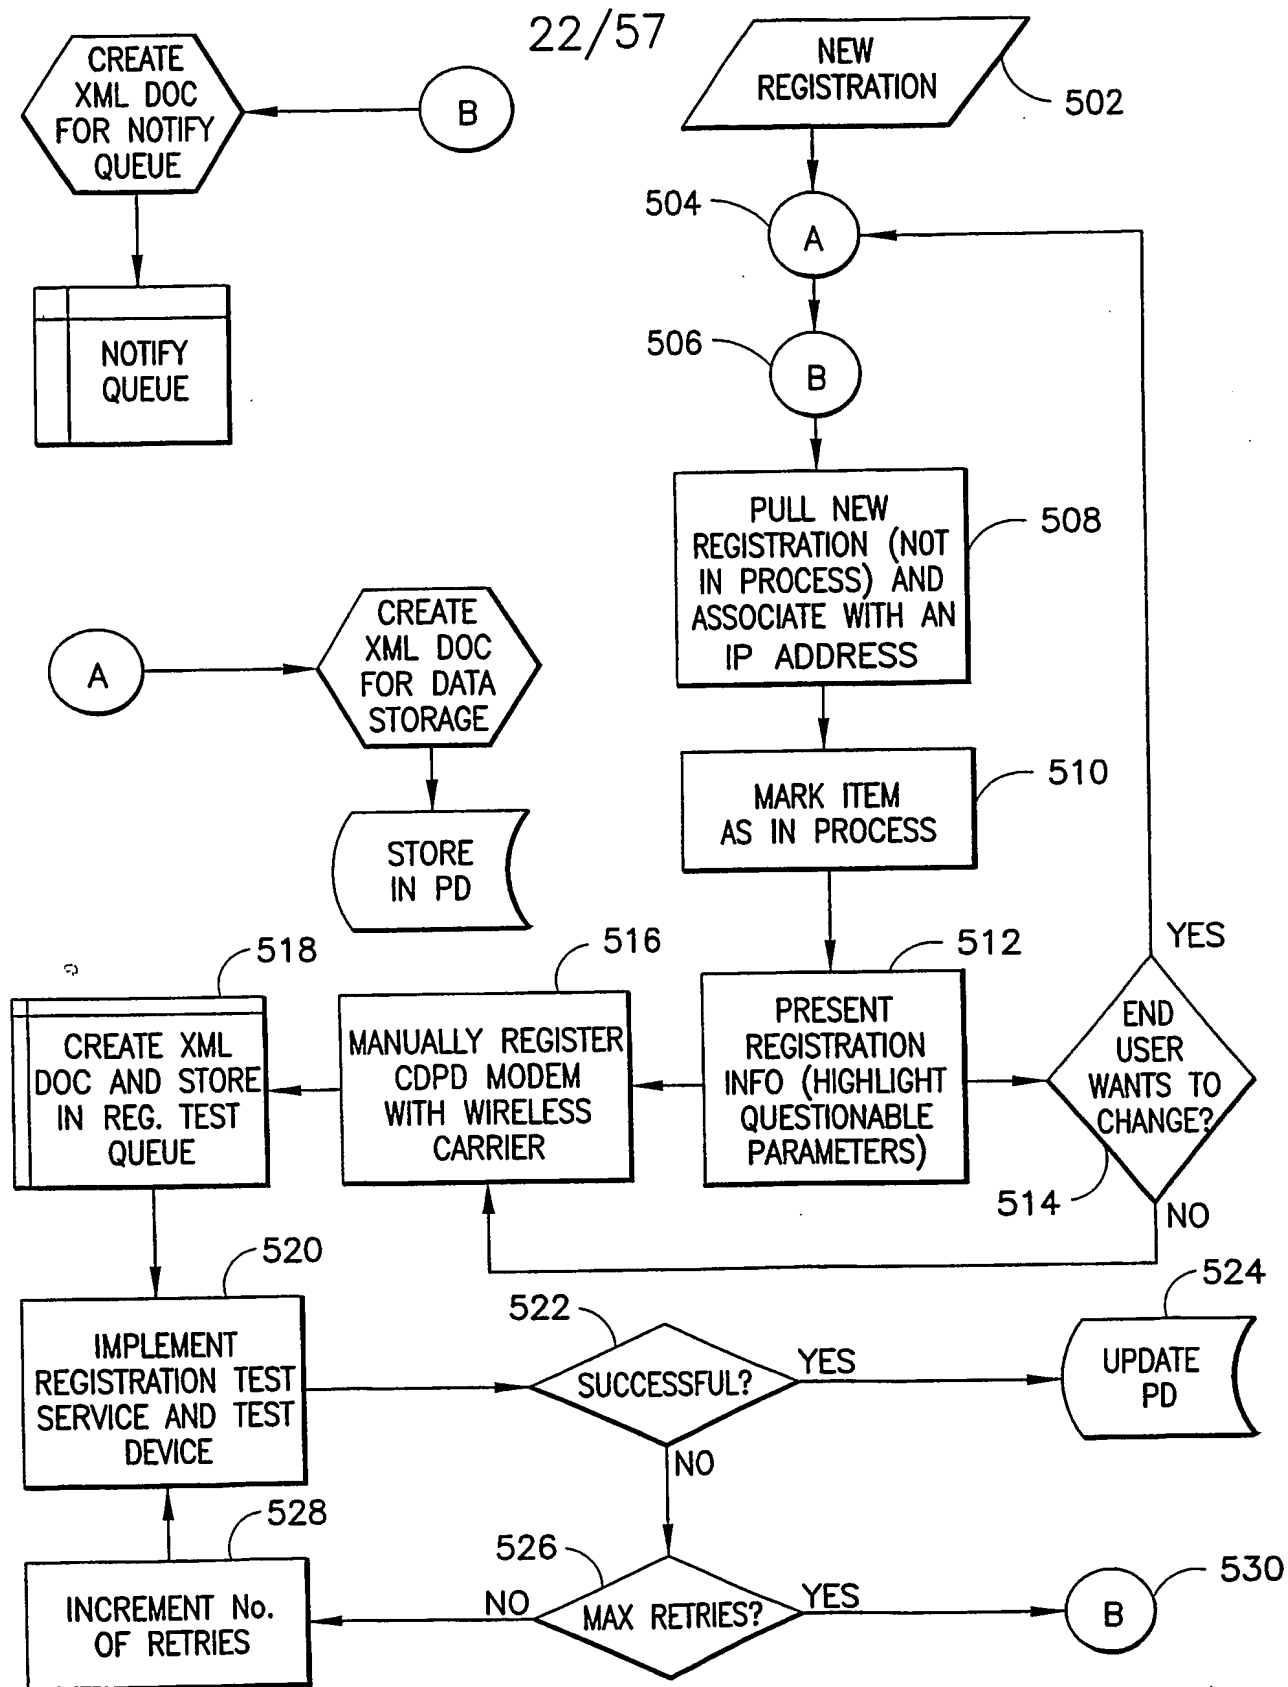 22/57
CREATE
XML DOC
FOR NOTIFY
QUEUE
B
NEW
REGISTRATION
502
504
A
NOTIFY
QUEUE
506
B
PULL NEW
REGISTRATION (NOT
IN PROCESS) AND
ASSOCIATE WITH AN
IP ADDRESS
508
A
CREATE
XML DOC
FOR DATA
STORAGE
MARK ITEM
AS IN PROCESS
510
STORE
IN PD
518
516
512
YES
CREATE XML
DOC AND STORE
IN REG. TEST
QUEUE
MANUALLY REGISTER
CDPD MODEM
WITH WIRELESS
CARRIER
PRESENT
REGISTRATION
INFO (HIGHLIGHT
QUESTIONABLE
PARAMETERS)
END
USER
WANTS TO
CHANGE?
514
NO
520
IMPLEMENT
REGISTRATION TEST
SERVICE AND TEST
DEVICE
522
SUCCESSFUL?
YES
524
UPDATE
PD
NO
528
INCREMENT No.
OF RETRIES
526
NO
MAX RETRIES?
YES
B
530